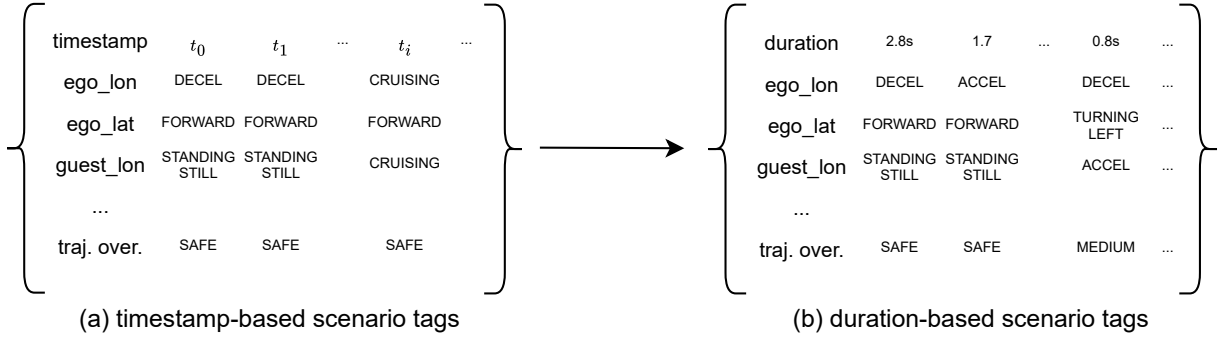 timestamp t0 t1 ... ti ...
ego_lon DECEL DECEL CRUISING
ego_lat FORWARD FORWARD FORWARD
guest_lon STANDING STILL STANDING STILL CRUISING
...
traj. over. SAFE SAFE SAFE
(a) timestamp-based scenario tags
duration 2.8s 1.7 ... 0.8s ...
ego_lon DECEL ACCEL DECEL ...
ego_lat FORWARD FORWARD TURNING LEFT ...
guest_lon STANDING STILL STANDING STILL ACCEL ...
...
traj. over. SAFE SAFE MEDIUM ...
(b) duration-based scenario tags